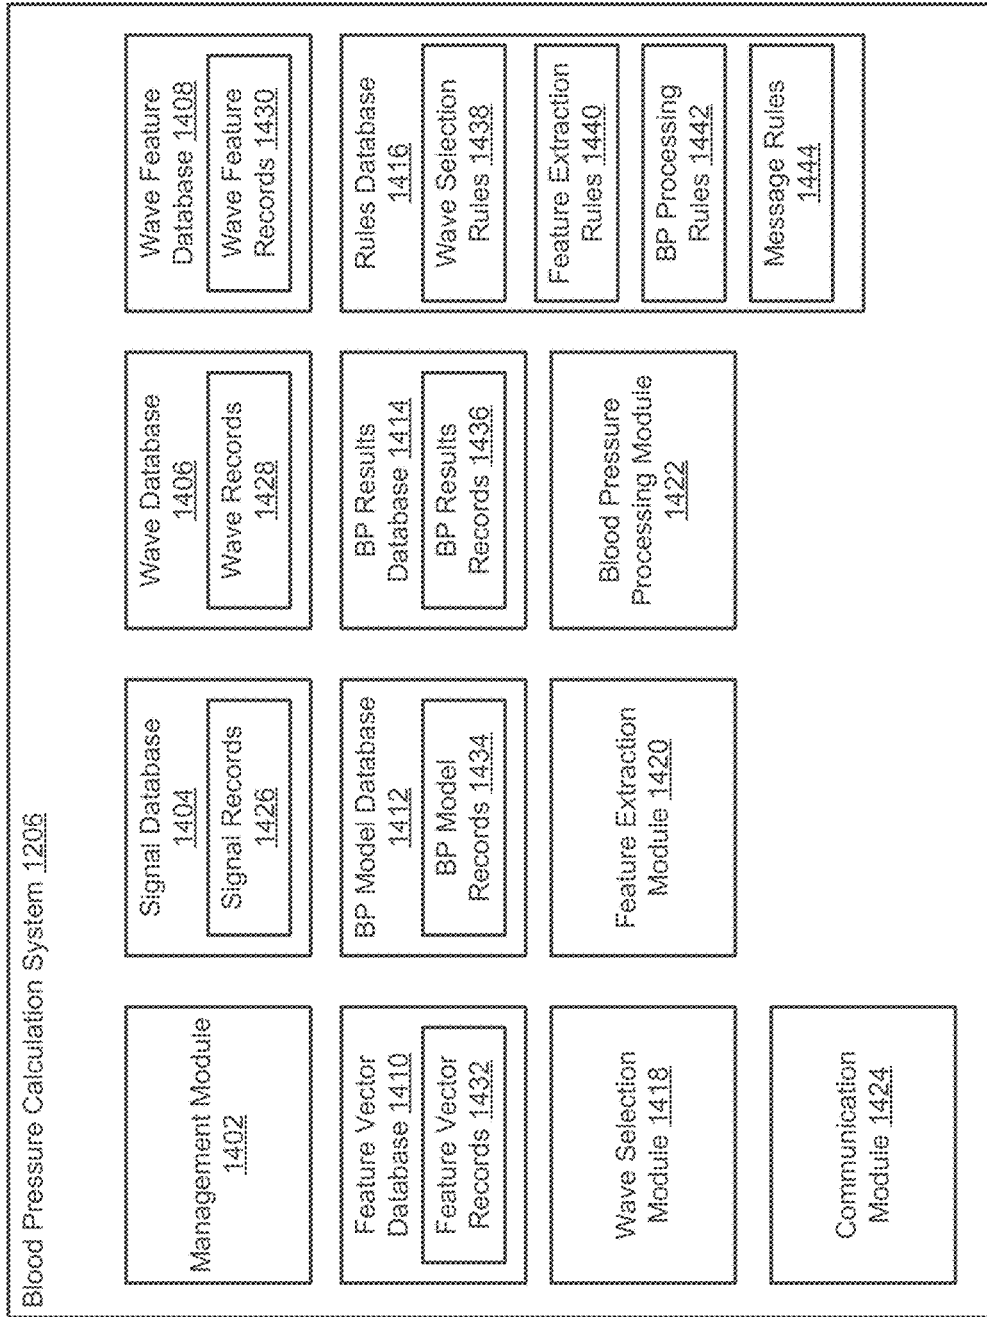 Blood Pressure Calculation System 1206
Management Module
1402
Signal Database
1404
Signal Records
1426
Wave Database
1406
Wave Records
1428
Wave Feature
Database 1408
Wave Feature
Records 1430
Feature Vector
Database 1410
Feature Vector
Records 1432
BP Model Database
1412
BP Model
Records 1434
BP Results
Database 1414
BP Results
Records 1436
Rules Database
1416
Wave Selection
Rules 1438
Feature Extraction
Rules 1440
BP Processing
Rules 1442
Message Rules
1444
Wave Selection
Module 1418
Feature Extraction
Module 1420
Blood Pressure
Processing Module
1422
Communication
Module 1424